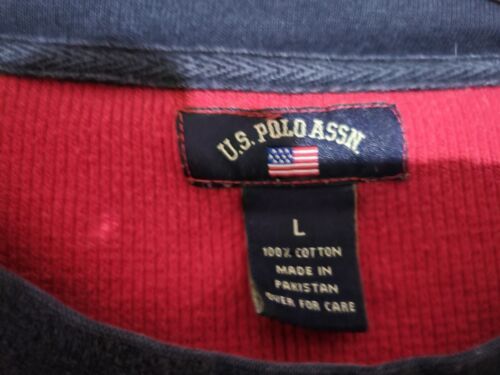 U.S. POLO ASSN.
L
100% COTTON
MADE IN
PAKISTAN
OVER FOR CARE